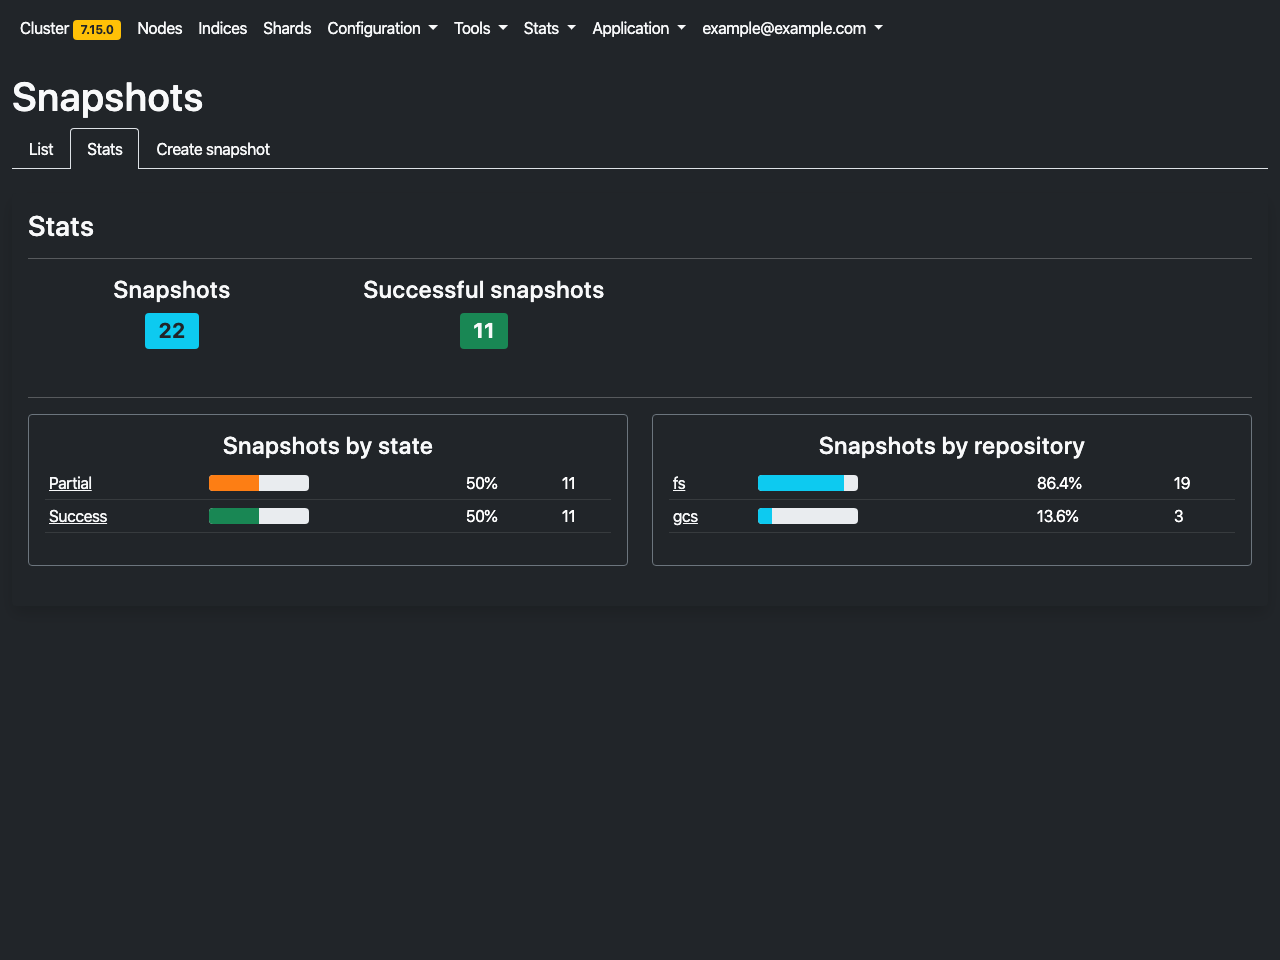 Cluster 7.15.0 Nodes Indices Shards Configuration Tools Stats Application example@example.com
Snapshots
List Stats Create snapshot
Stats
Snapshots Successful snapshots
22 11
Snapshots by state
Partial 50% 11
Success 50% 11
Snapshots by repository
fs 86.4% 19
gcs 13.6% 3